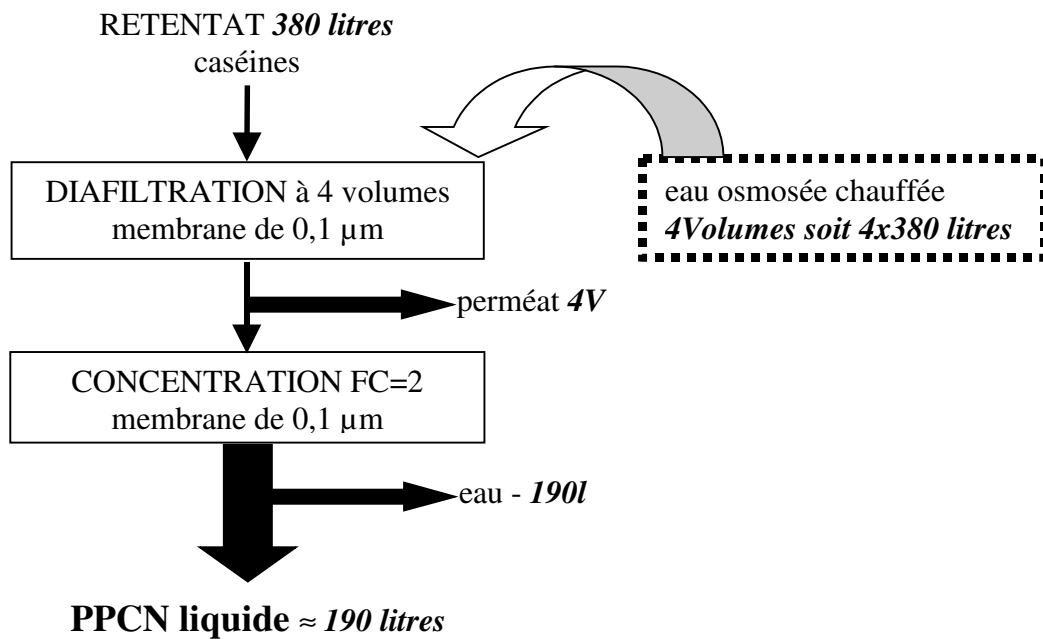 RETENTAT 380 litres
caséines
DIAFILTRATION à 4 volumes
membrane de 0,1 µm
eau osmosée chauffée
4Volumes soit 4x380 litres
perméat 4V
CONCENTRATION FC=2
membrane de 0,1 µm
eau - 190l
PPCN liquide ≈ 190 litres